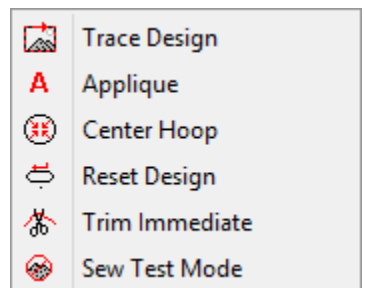 Trace Design
A Applique
Center Hoop
Reset Design
Trim Immediate
Sew Test Mode